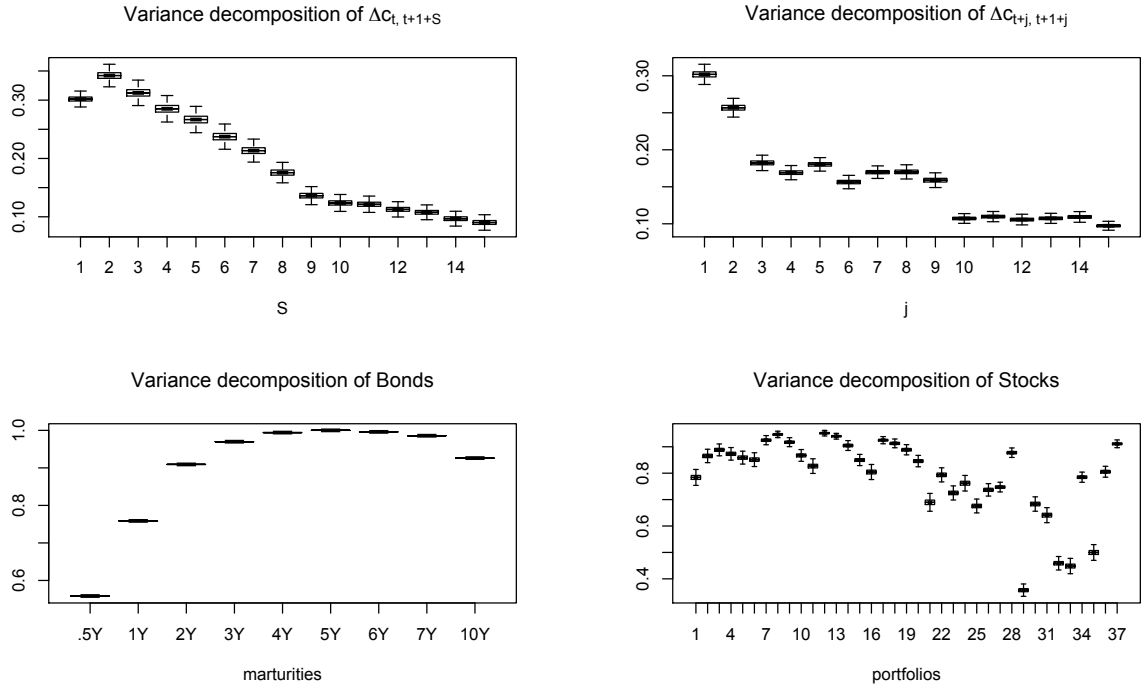 Variance decomposition of Δc_{t, t+1+S}
0.10 0.20 0.30
1 2 3 4 5 6 7 8 9 10 12 14
S
Variance decomposition of Δc_{t+j, t+1+j}
0.10 0.20 0.30
1 2 3 4 5 6 7 8 9 10 12 14
j
Variance decomposition of Bonds
0.6 0.8 1.0
.5Y 1Y 2Y 3Y 4Y 5Y 6Y 7Y 10Y
marturities
Variance decomposition of Stocks
0.4 0.6 0.8
1 4 7 10 13 16 19 22 25 28 31 34 37
portfolios